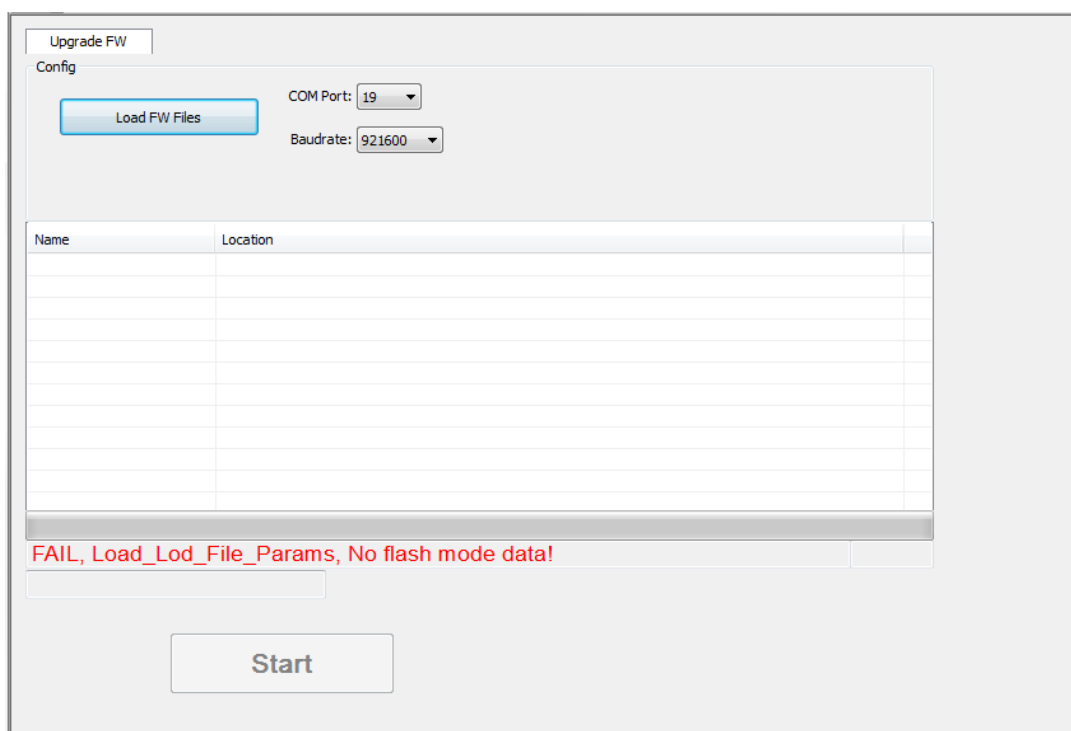 Upgrade FW
Config
Load FW Files
COM Port: 19
Baudrate: 921600
Name Location
FAIL, Load_Lod_File_Params, No flash mode data!
Start